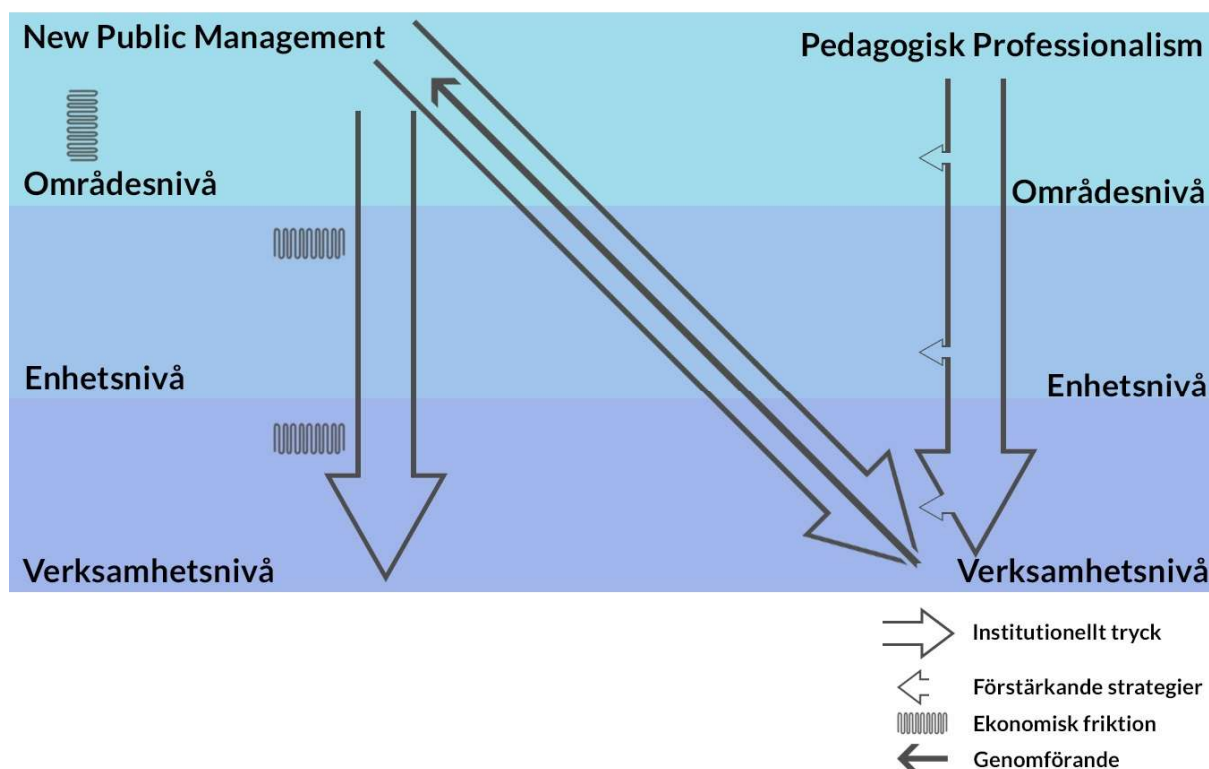 New Public Management
Pedagogisk Professionalism
Områdesnivå
Områdesnivå
Enhetsnivå
Enhetsnivå
Verksamhetsnivå
Verksamhetsnivå
Institutionellt tryck
Förstärkande strategier
Ekonomisk friktion
Genomförande